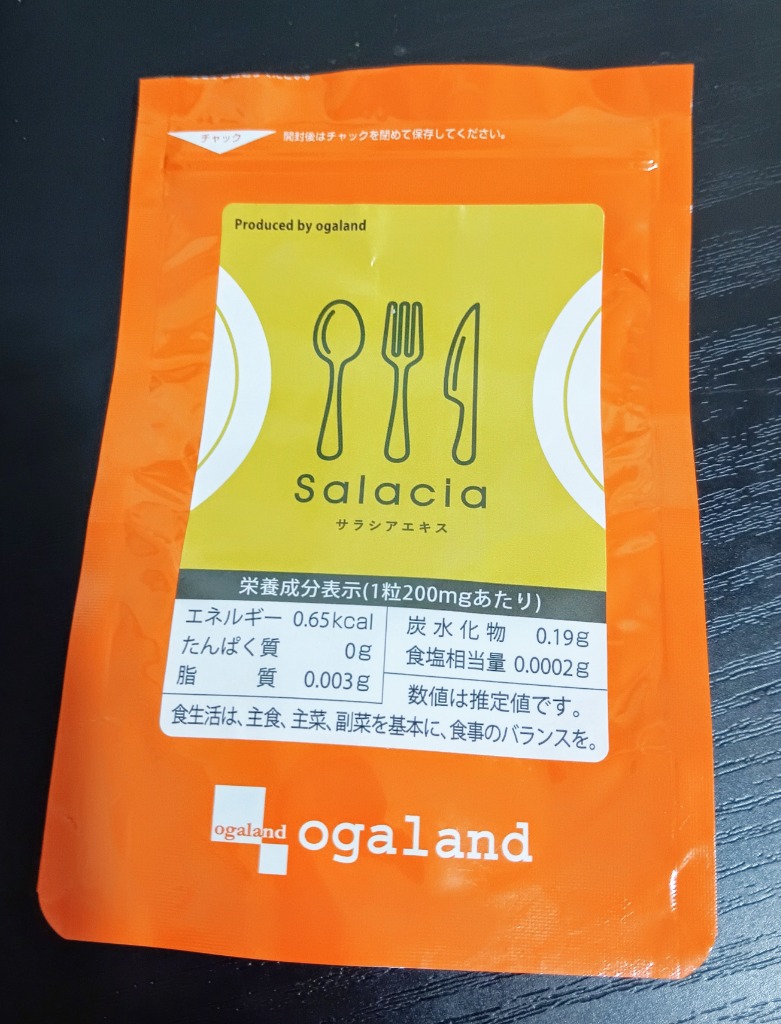 チャック
開封後はチャックを閉めて保存してください。
Produced by ogaland
Salacia
サラシアエキス
栄養成分表示(1粒200mgあたり)
エネルギー 0.65kcal
たんぱく質 0g
脂質 0.003g
炭水化物 0.19g
食塩相当量 0.0002g
数値は推定値です。
食生活は、主食、主菜、副菜を基本に、食事のバランスを。
ogaland
ogaland